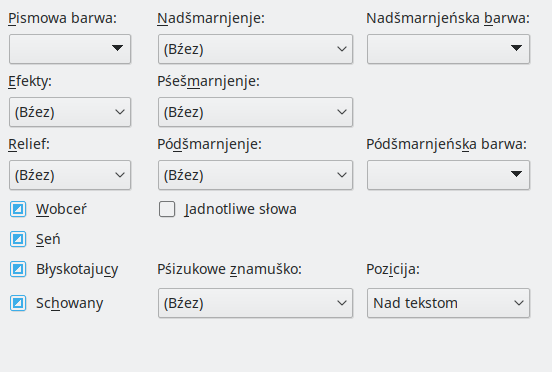 Pismowa barwa: Nadšmarnjenje: Nadšmarnjeńska barwa:
(Bźez)
Efekty: Pśešmarnjenje:
(Bźez) (Bźez)
Relief: Pódšmarnjenje: Pódšmarnjeńska barwa:
(Bźez) (Bźez)
Wobceŕ Jadnotliwe słowa
Seń
Błyskotajucy Pśizukowe znamuško: Pozicija:
Schowany (Bźez) Nad tekstom